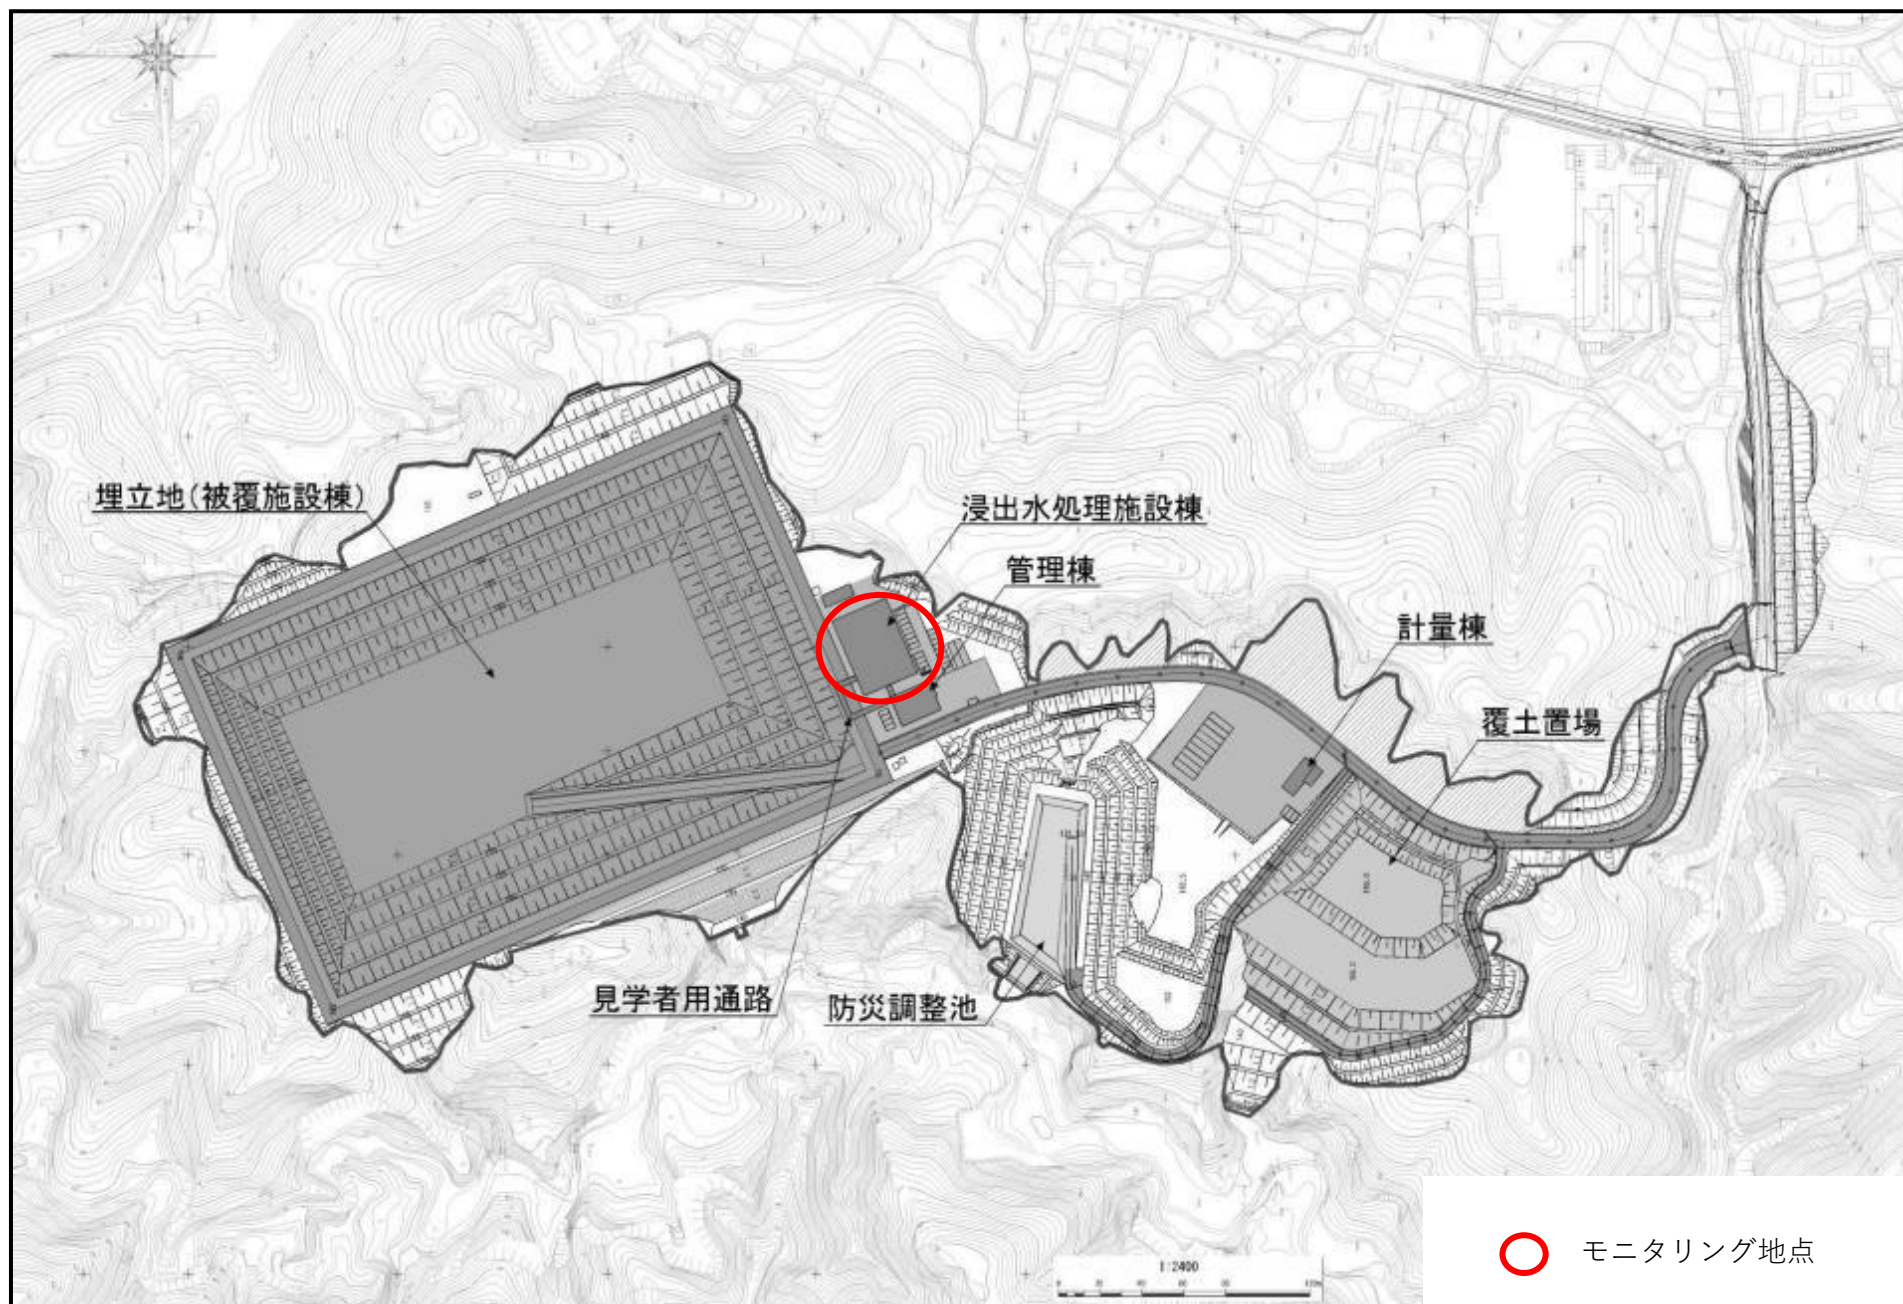 埋立地(被覆施設棟)
浸出水処理施設棟
管理棟
計量棟
覆土置場
見学者用通路
防災調整池
1:2400
モニタリング地点